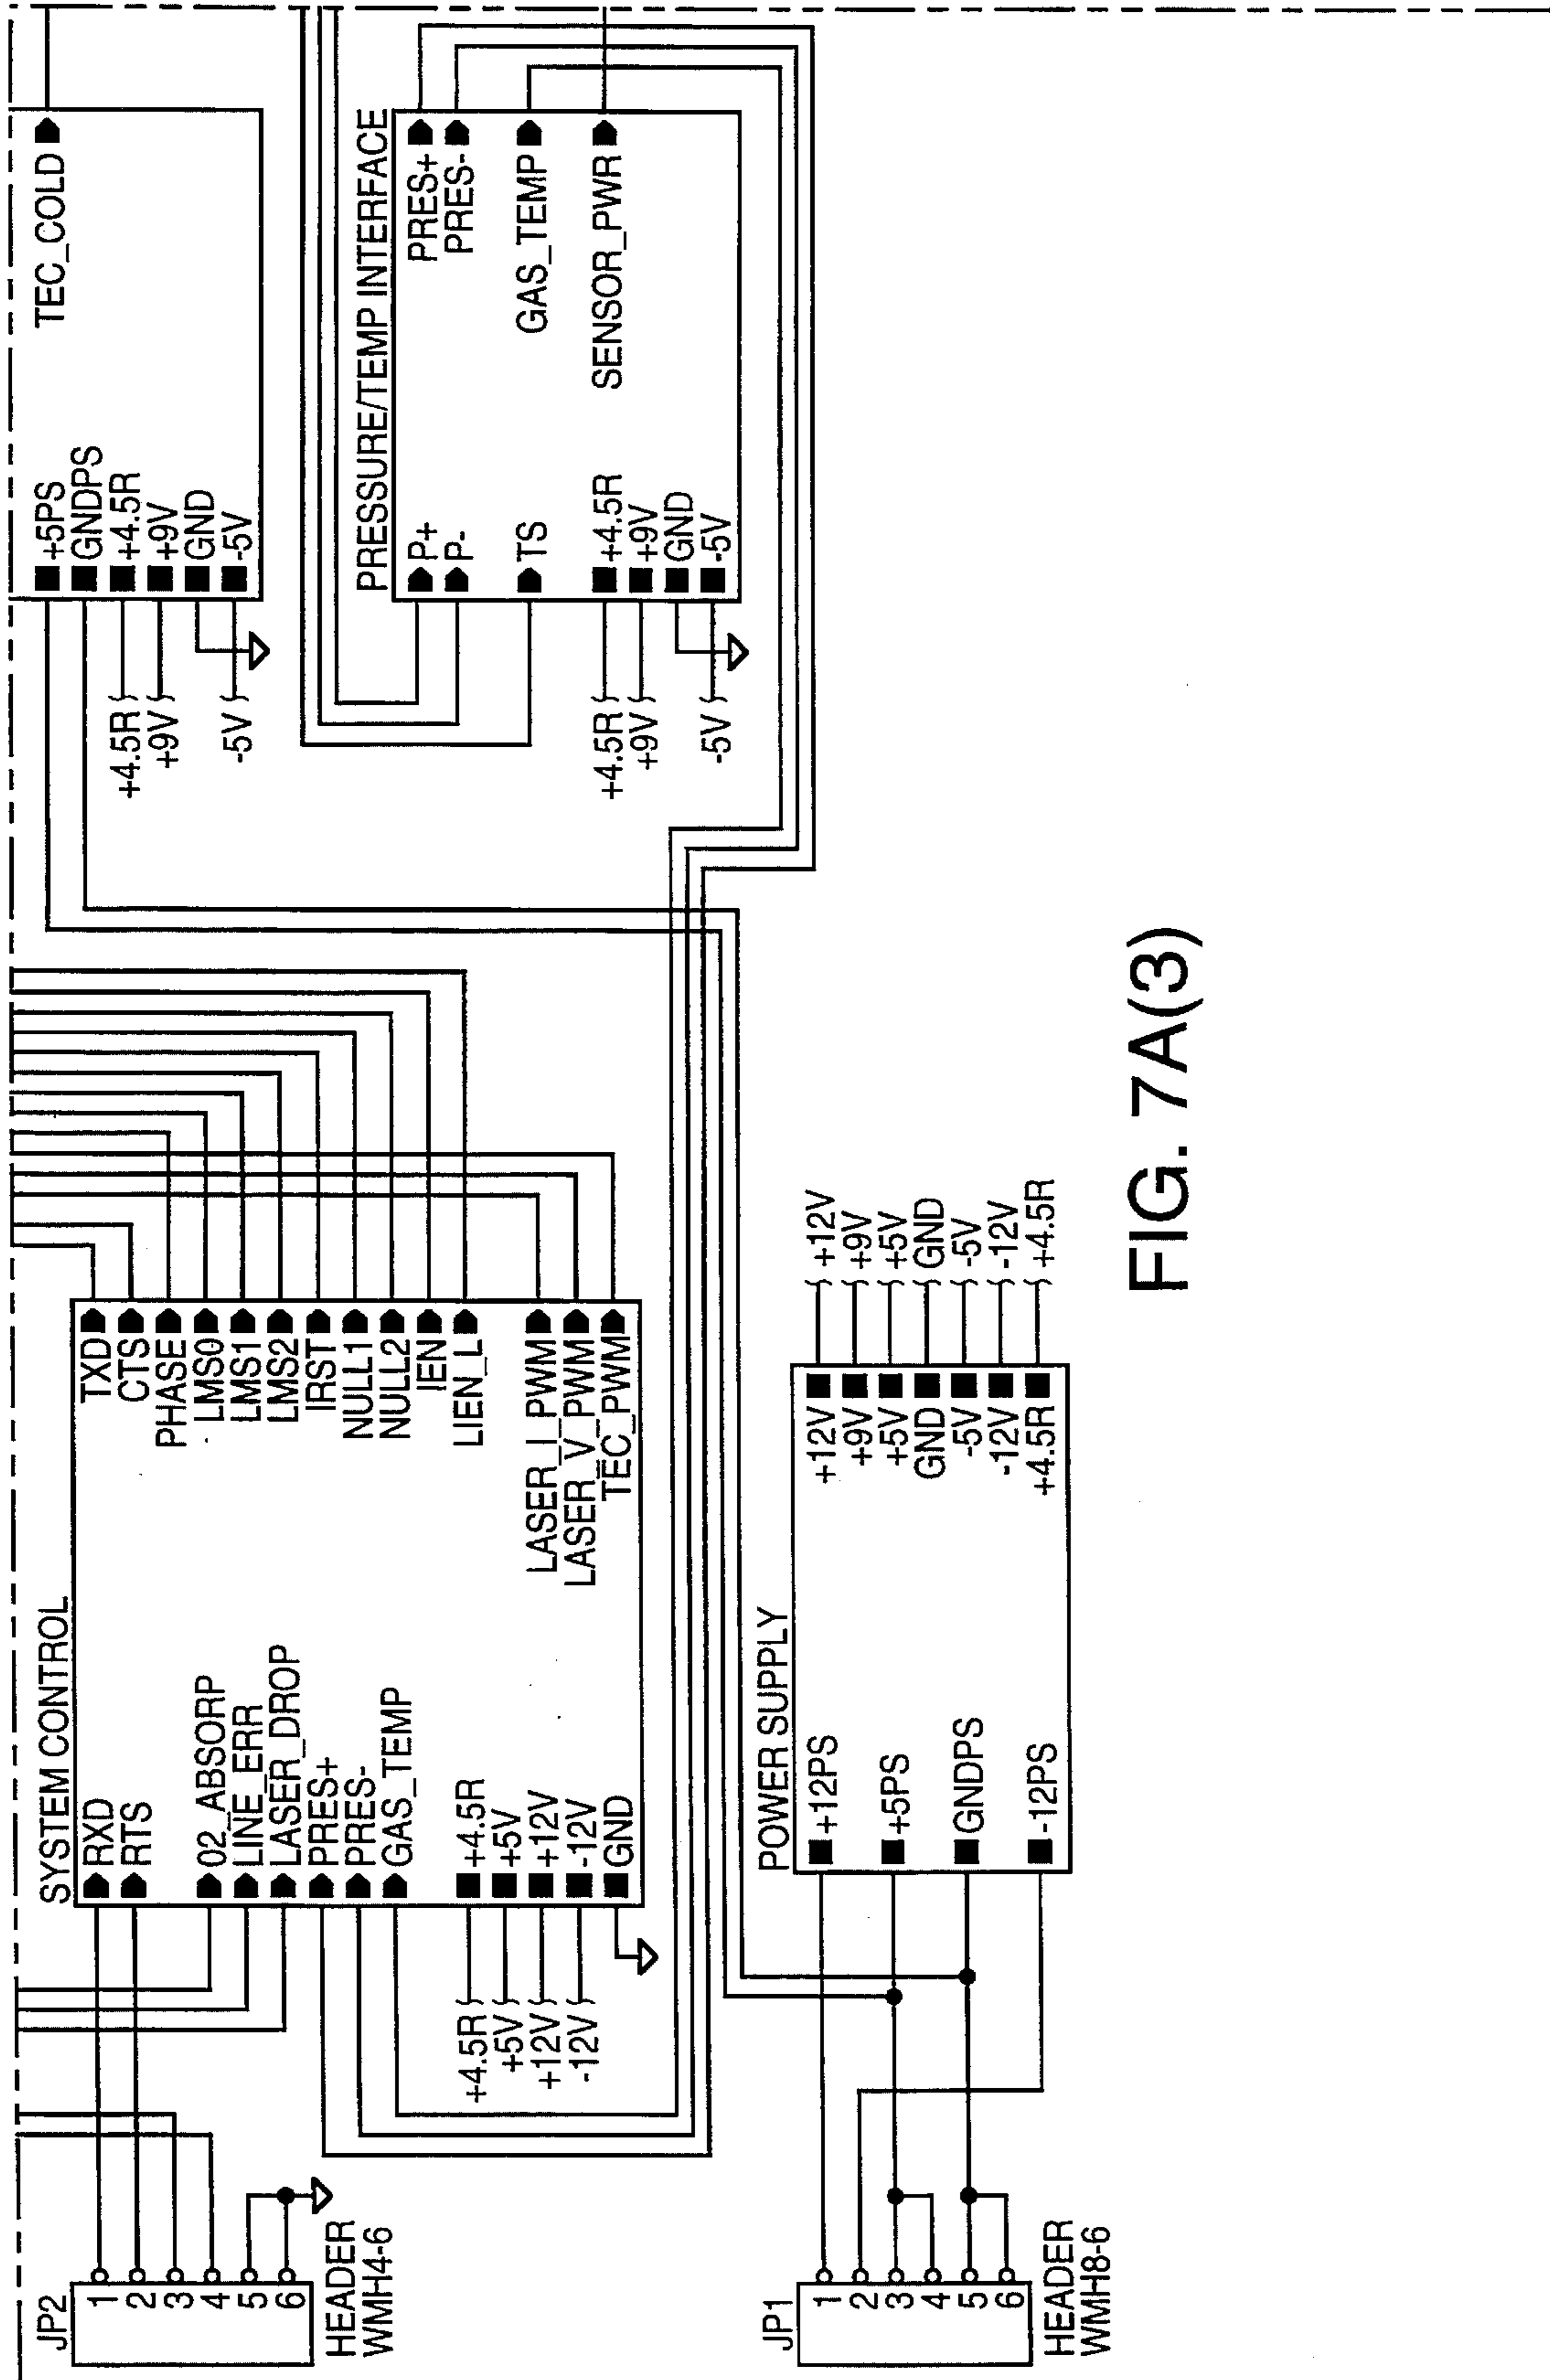 JP2
1
2
3
4
5
6
HEADER
WMH4-6
SYSTEM CONTROL
RXD
RTS
02_ABSORP
LINE_ERR
LASER_DROP
PRES+
PRES-
GAS_TEMP
+4.5R
+5V
+12V
-12V
GND
+4.5R
+5V
+12V
-12V
TXD
CTS
PHASE
LMS0
LMS1
LMS2
IRST
NULL1
NULL2
IEN
LIEN_L
LASER_I_PWM
LASER_V_PWM
TEC_PWM
+5PS
GNDPS
+4.5R
+9V
GND
-5V
+4.5R
+9V
-5V
TEC_COLD
PRESSURE/TEMP INTERFACE
P+
P-
TS
+4.5R
+9V
GND
-5V
+4.5R
+9V
-5V
PRES+
PRES-
GAS_TEMP
SENSOR_PWR
JP1
1
2
3
4
5
6
HEADER
WMH8-6
POWER SUPPLY
+12PS
+5PS
GNDPS
-12PS
+12V
+9V
+5V
GND
-5V
-12V
+4.5R
+12V
+9V
+5V
GND
-5V
-12V
+4.5R
FIG. 7A(3)